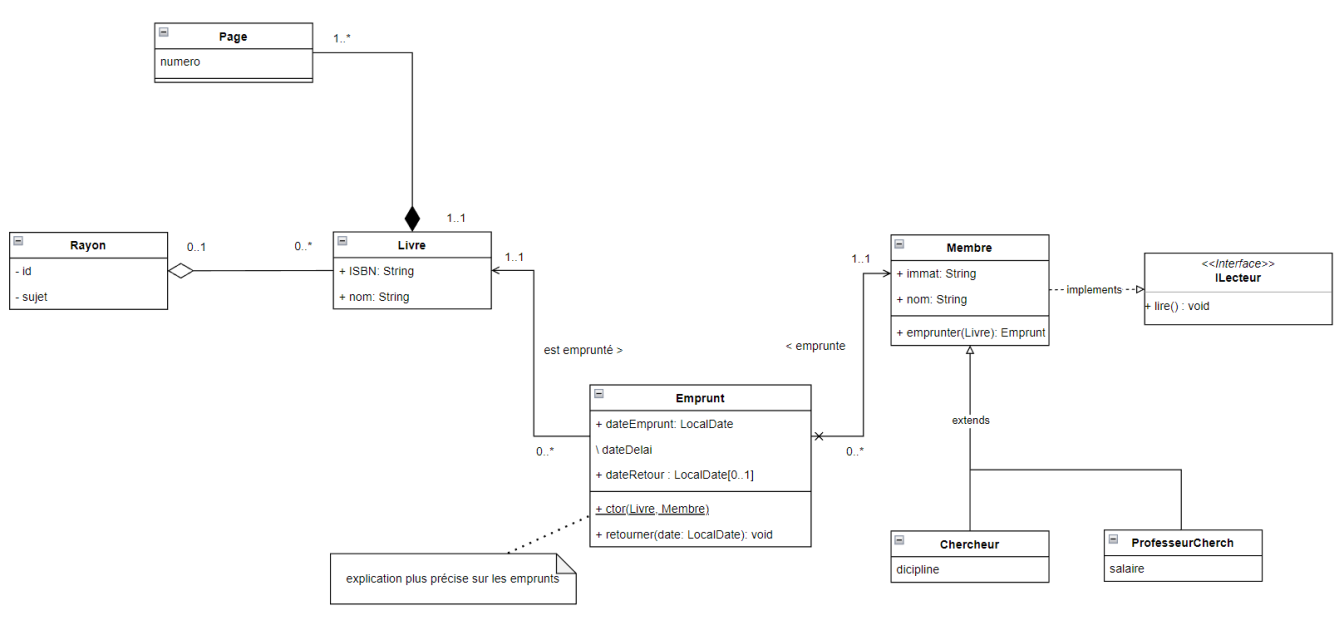 Page
numero
1..*
1..1
Rayon
- id
- sujet
0..1
0..*
Livre
+ ISBN: String
+ nom: String
1..1
est emprunté >
0..*
Emprunt
+ dateEmprunt: LocalDate
\ dateDelai
+ dateRetour : LocalDate[0..1]
+ ctor(Livre, Membre)
+ retourner(date: LocalDate): void
explication plus précise sur les emprunts
< emprunte
1..1
0..*
Membre
+ immat: String
+ nom: String
+ emprunter(Livre): Emprunt
implements
<<Interface>>
ILecteur
+ lire() : void
extends
Chercheur
dicipline
ProfesseurCherch
salaire